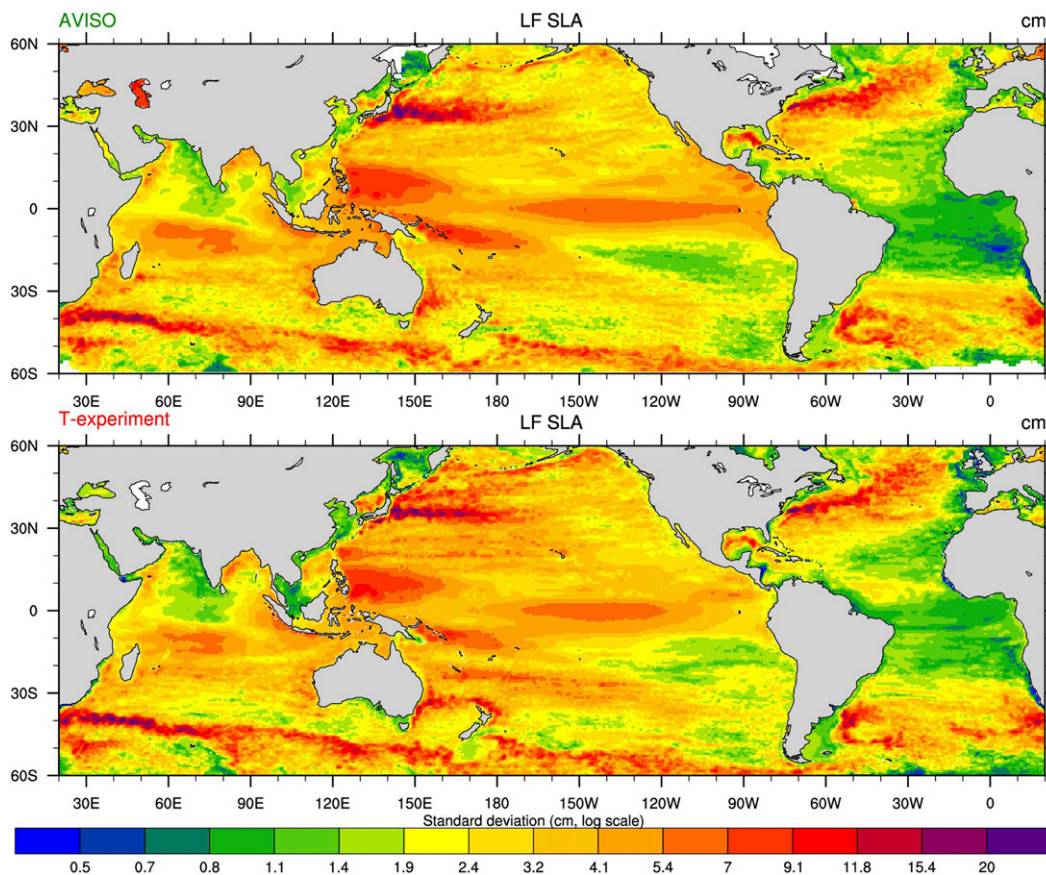 AVISO LF SLA cm
60N
30N
0
30S
60S
30E 60E 90E 120E 150E 180 150W 120W 90W 60W 30W 0
T-experiment LF SLA cm
60N
30N
0
30S
60S
30E 60E 90E 120E 150E 180 150W 120W 90W 60W 30W 0
Standard deviation (cm, log scale)
0.5 0.7 0.8 1.1 1.4 1.9 2.4 3.2 4.1 5.4 7 9.1 11.8 15.4 20